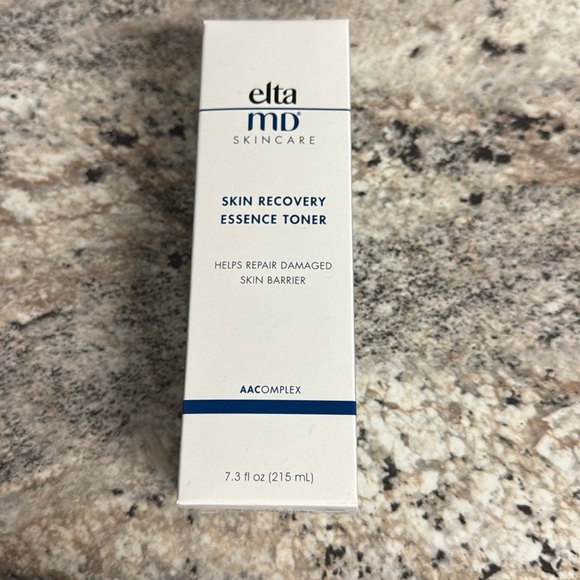 elta
MD®
SKINCARE
SKIN RECOVERY
ESSENCE TONER
HELPS REPAIR DAMAGED
SKIN BARRIER
AACOMPLEX
7.3 fl oz (215 mL)